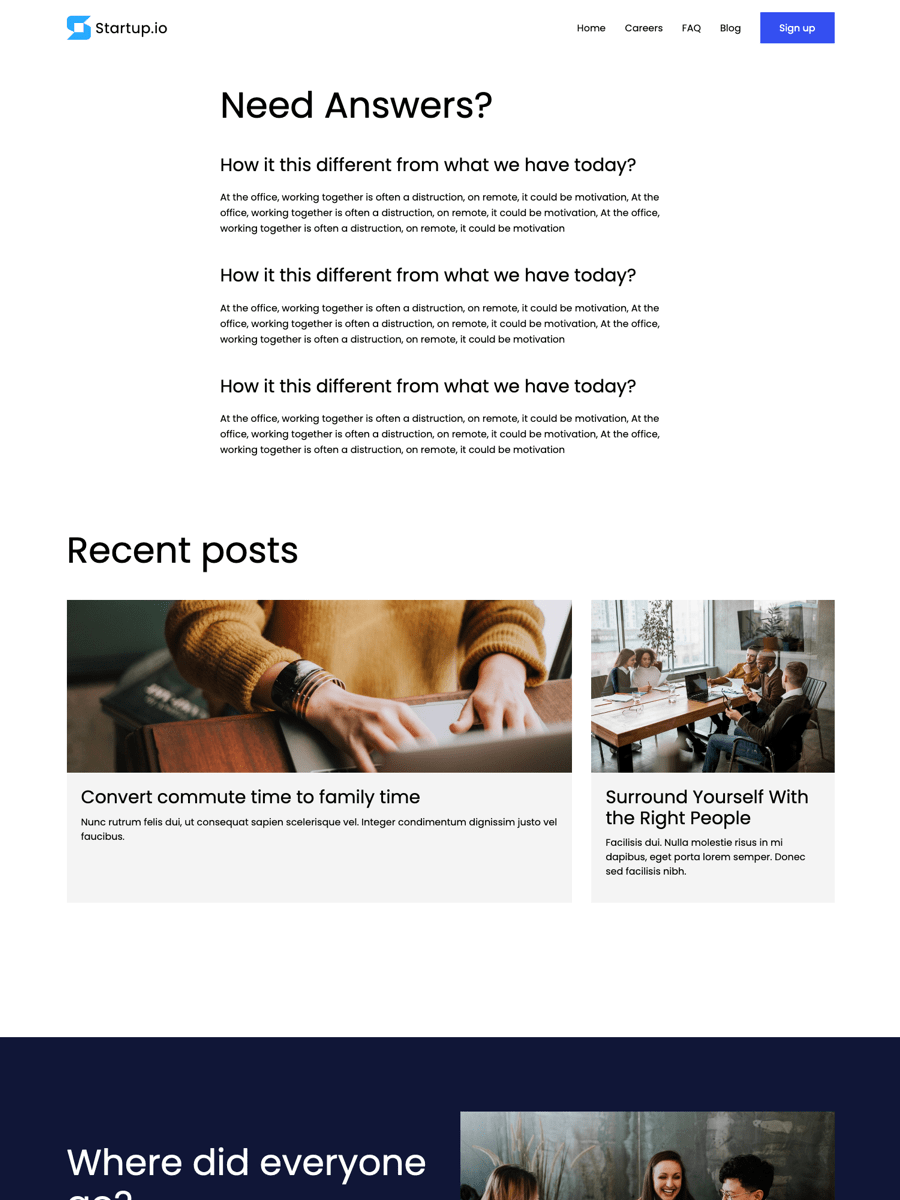 Startup.io
Home Careers FAQ Blog Sign up
Need Answers?
How it this different from what we have today?
At the office, working together is often a distruction, on remote, it could be motivation, At the
office, working together is often a distruction, on remote, it could be motivation, At the office,
working together is often a distruction, on remote, it could be motivation
How it this different from what we have today?
At the office, working together is often a distruction, on remote, it could be motivation, At the
office, working together is often a distruction, on remote, it could be motivation, At the office,
working together is often a distruction, on remote, it could be motivation
How it this different from what we have today?
At the office, working together is often a distruction, on remote, it could be motivation, At the
office, working together is often a distruction, on remote, it could be motivation, At the office,
working together is often a distruction, on remote, it could be motivation
Recent posts
Convert commute time to family time
Nunc rutrum felis dui, ut consequat sapien scelerisque vel. Integer condimentum dignissim justo vel
faucibus.
Surround Yourself With
the Right People
Facilisis dui. Nulla molestie risus in mi
dapibus, eget porta lorem semper. Donec
sed facilisis nibh.
Where did everyone